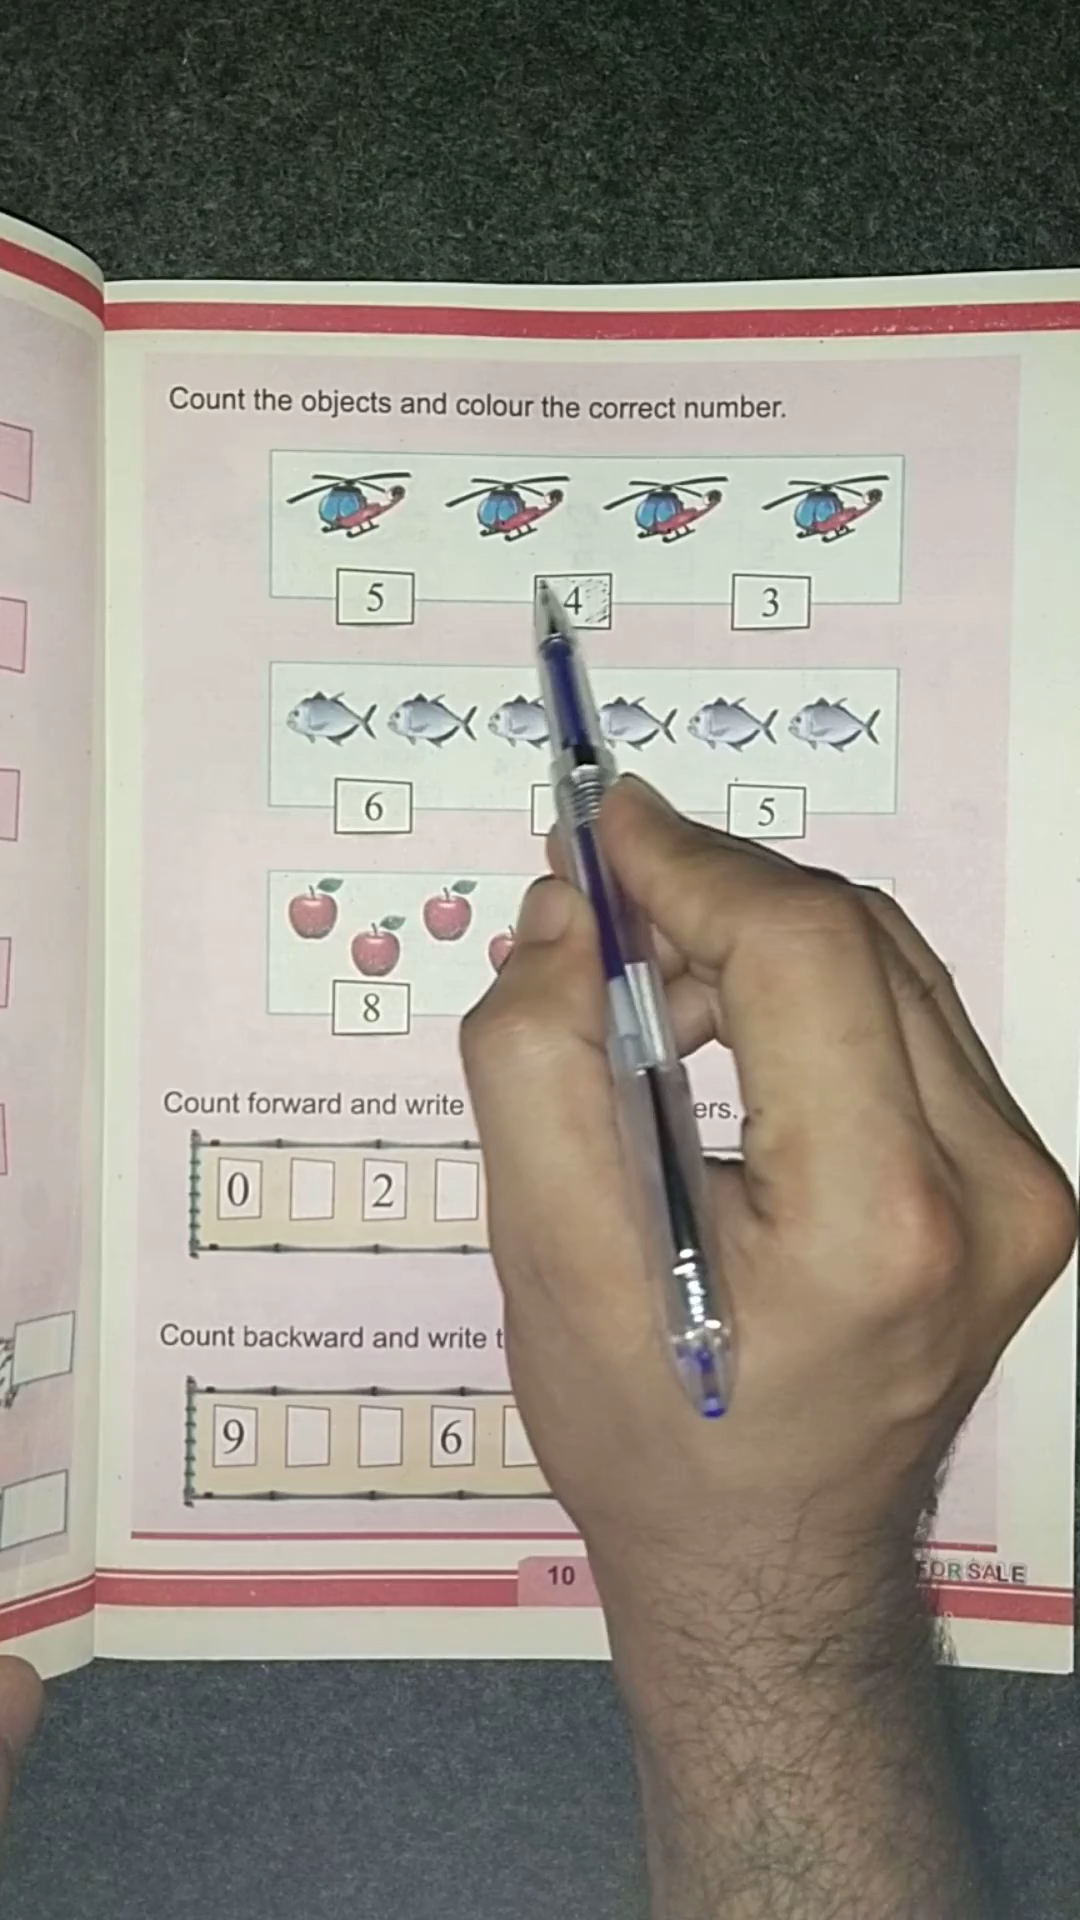 Count the objects and colour the correct number.
5 4 3
6 5
8
Count forward and write
0 2
Count backward and write
9 6
10
FOR SALE